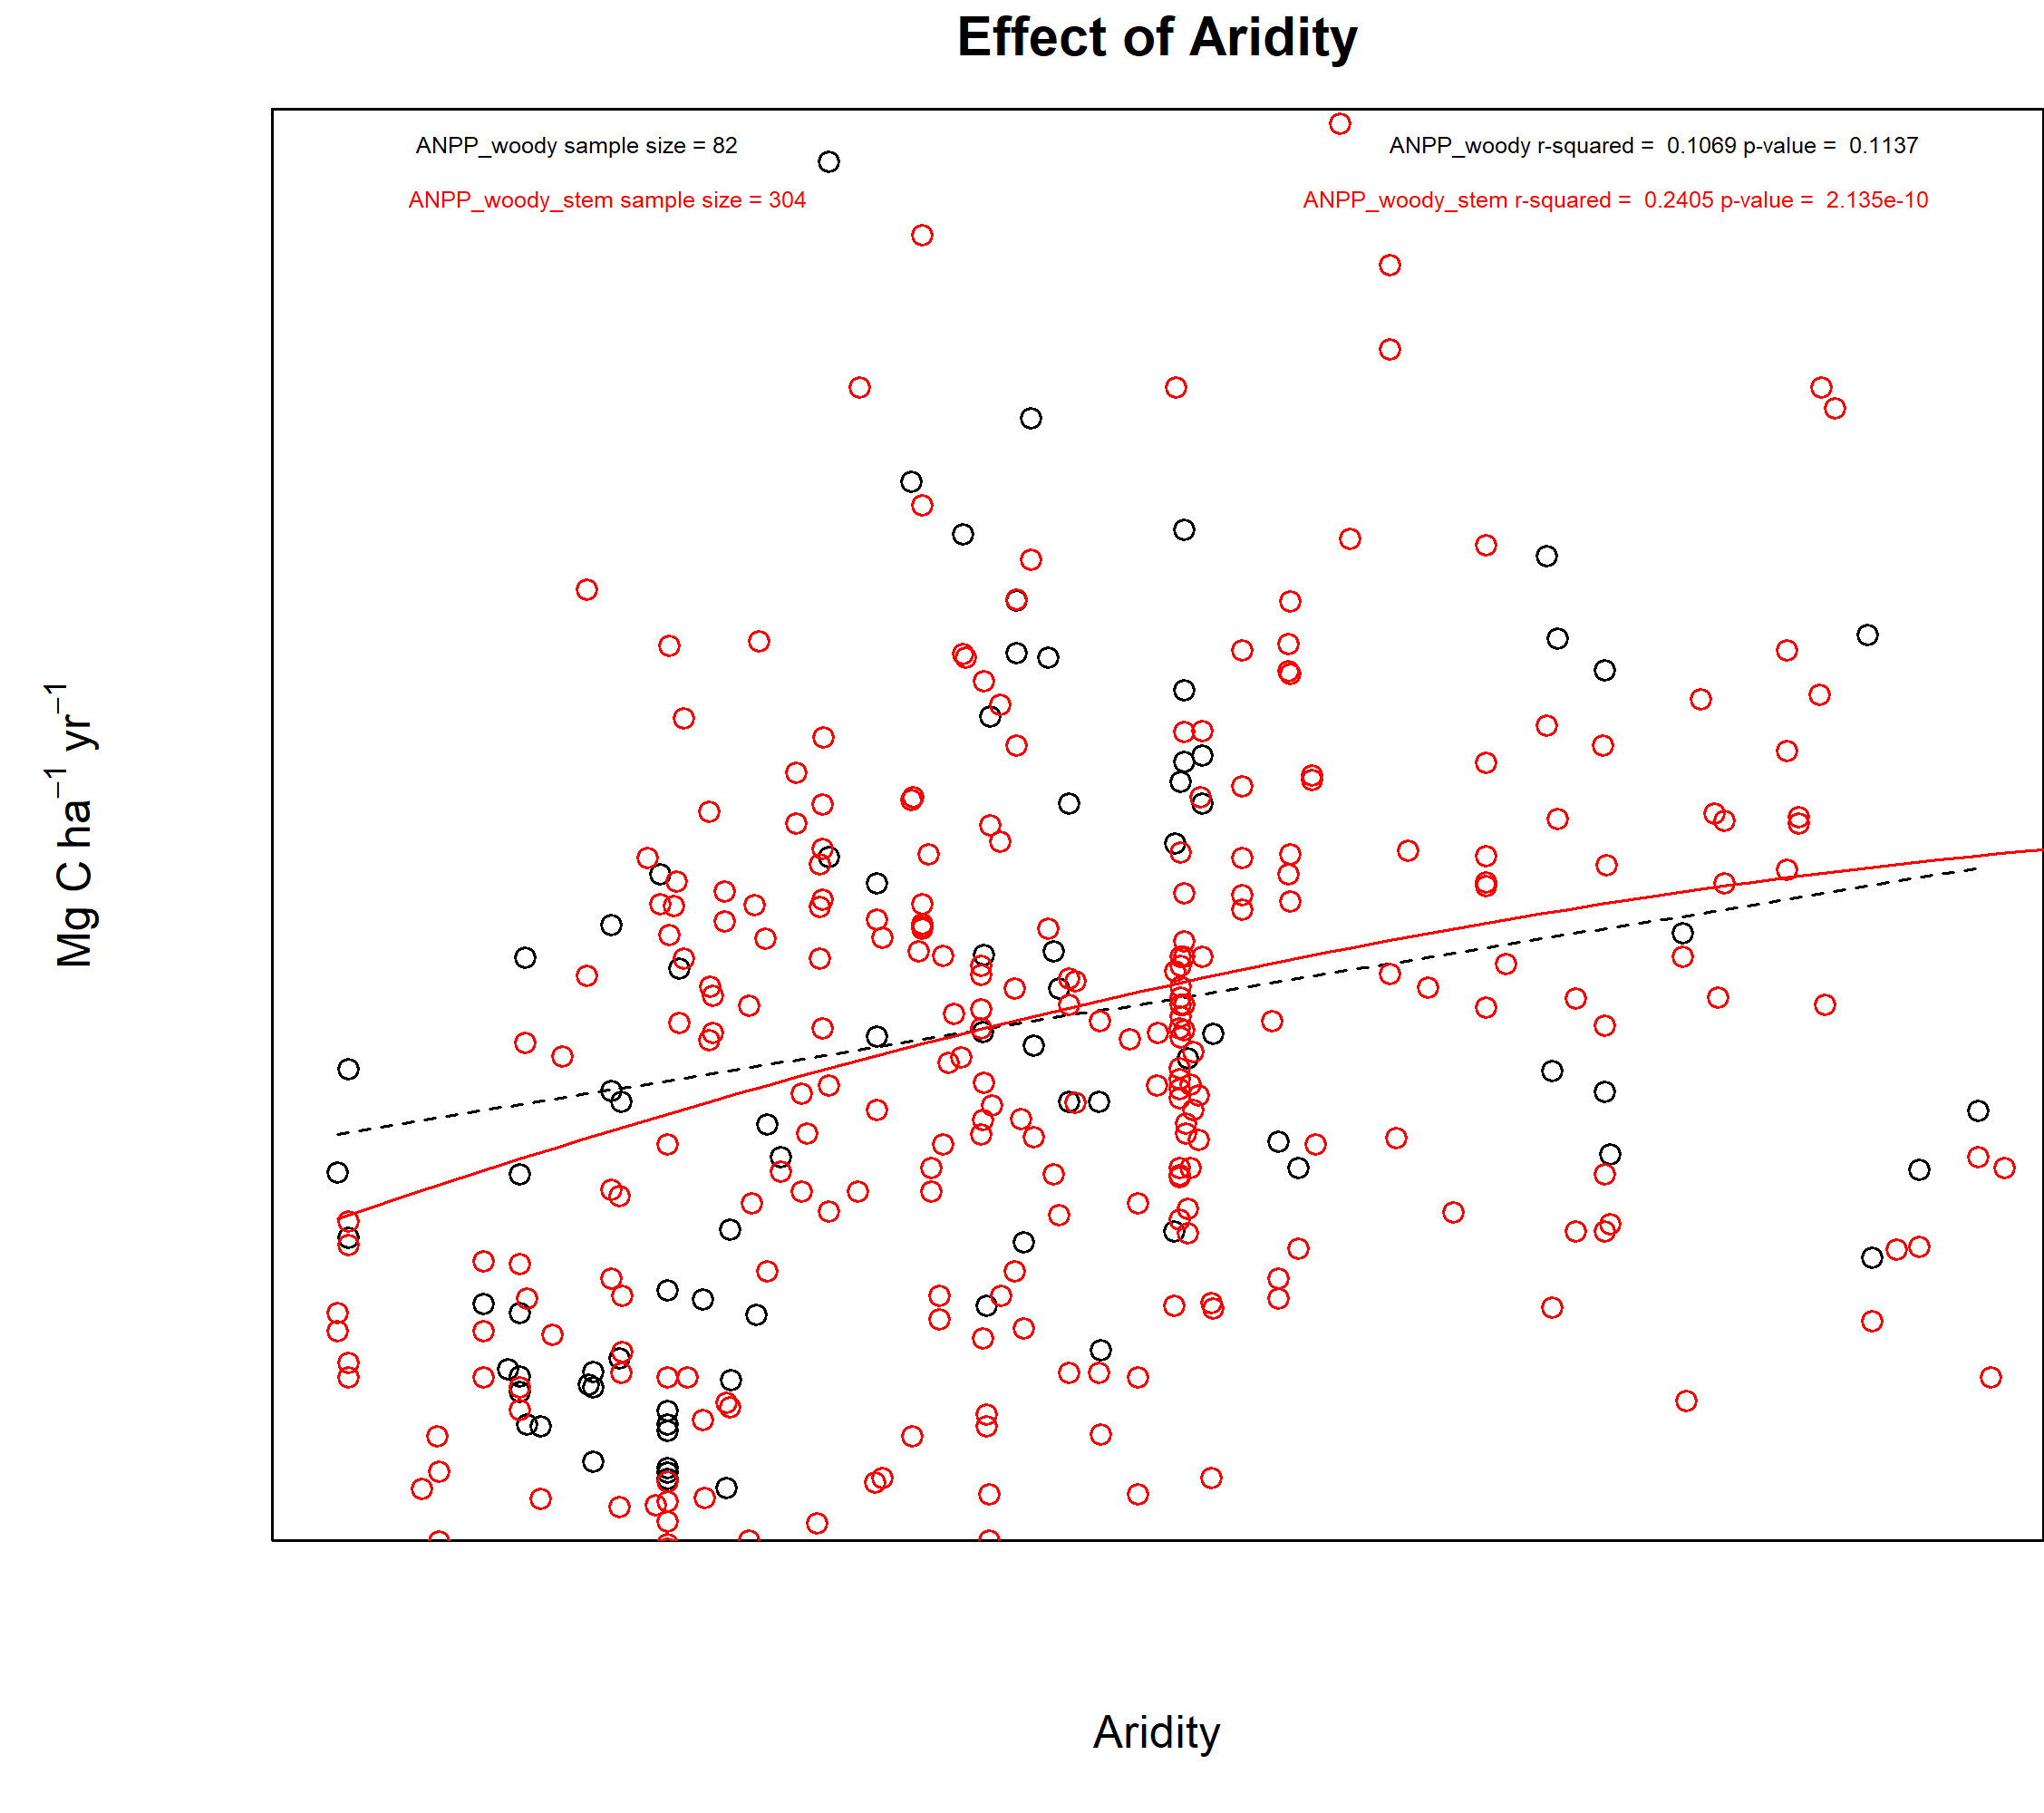 Effect of Aridity
ANPP_woody sample size = 82
ANPP_woody r-squared = 0.1069 p-value = 0.1137
ANPP_woody_stem sample size = 304
ANPP_woody_stem r-squared = 0.2405 p-value = 2.135e-10
Mg C ha⁻¹ yr⁻¹
Aridity